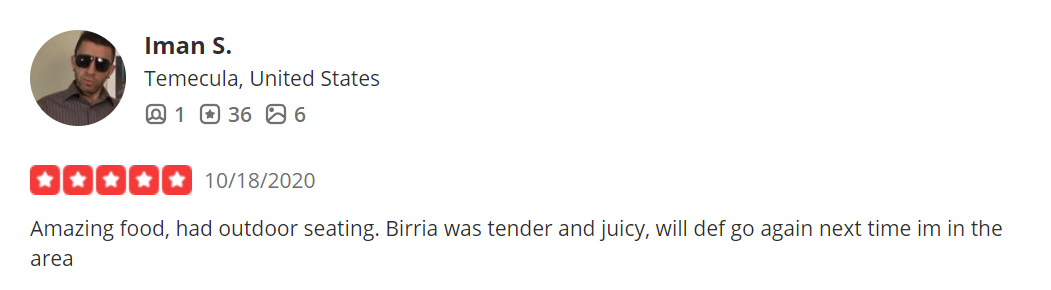 Iman S.
Temecula, United States
1 36 6
10/18/2020
Amazing food, had outdoor seating. Birria was tender and juicy, will def go again next time im in the
area